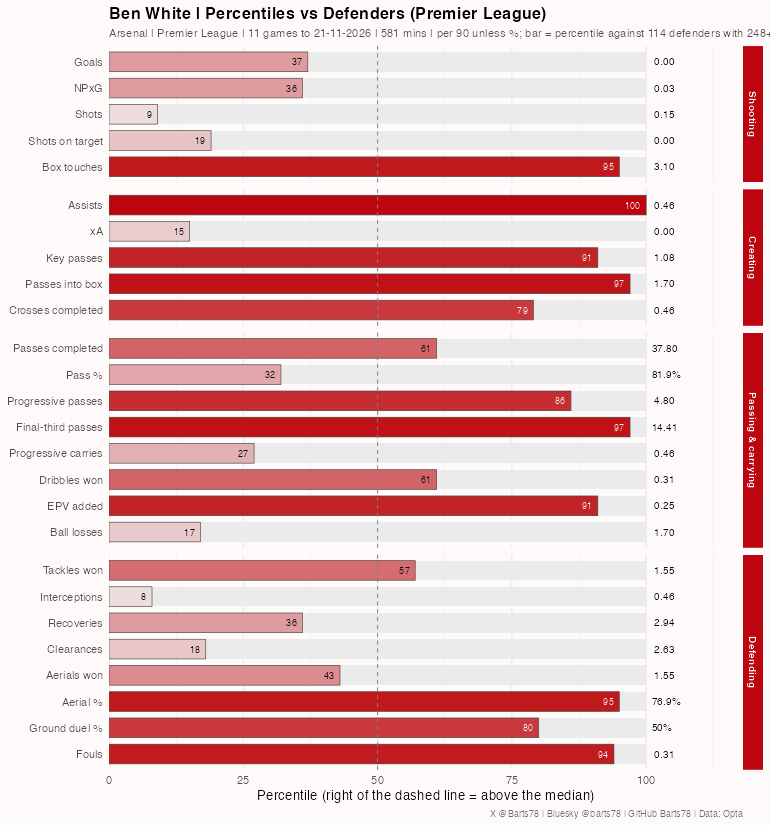 Ben White | Percentiles vs Defenders (Premier League)
Arsenal | Premier League | 11 games to 21-11-2026 | 581 mins | per 90 unless %; bar = percentile against 114 defenders with 248+
Goals 37 0.00
NPxG 36 0.03
Shots 9 0.15
Shots on target 19 0.00
Box touches 95 3.10
Shooting
Assists 100 0.46
xA 15 0.00
Key passes 91 1.08
Passes into box 97 1.70
Crosses completed 79 0.46
Creating
Passes completed 61 37.80
Pass % 32 81.9%
Progressive passes 86 4.80
Final-third passes 97 14.41
Progressive carries 27 0.46
Dribbles won 61 0.31
EPV added 91 0.25
Ball losses 17 1.70
Passing & carrying
Tackles won 57 1.55
Interceptions 8 0.46
Recoveries 36 2.94
Clearances 18 2.63
Aerials won 43 1.55
Aerial % 95 76.9%
Ground duel % 80 50%
Fouls 94 0.31
Defending
0 25 50 75 100
Percentile (right of the dashed line = above the median)
X @Barts78 | Bluesky @barts78 | GitHub Barts78 | Data: Opta